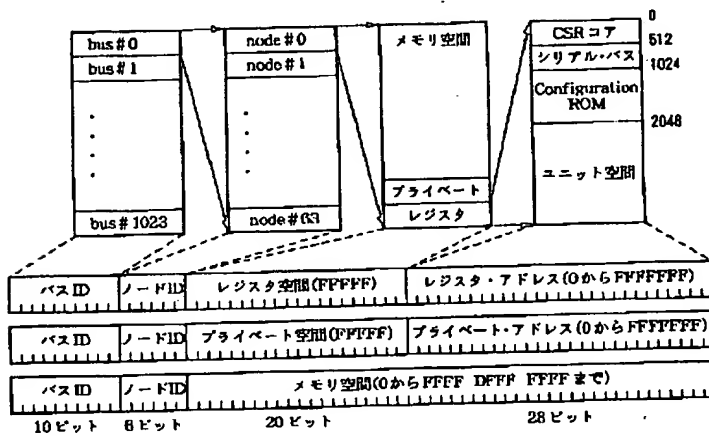 bus#0
bus#1
bus#1023
node#0
node#1
node#63
メモリ空間
プライベート
レジスタ
CSRコア
シリアル・バス
Configuration
ROM
ユニット空間
0
512
1024
2048
バスID
ノードID
レジスタ空間(FFFFF)
レジスタ・アドレス(0からFFFFFFF)
バスID
ノードID
プライベート空間(FFFFF)
プライベート・アドレス(0からFFFFFFF)
バスID
ノードID
メモリ空間(0からFFFF DFFF FFFFまで)
10ビット
6ビット
20ビット
28ビット